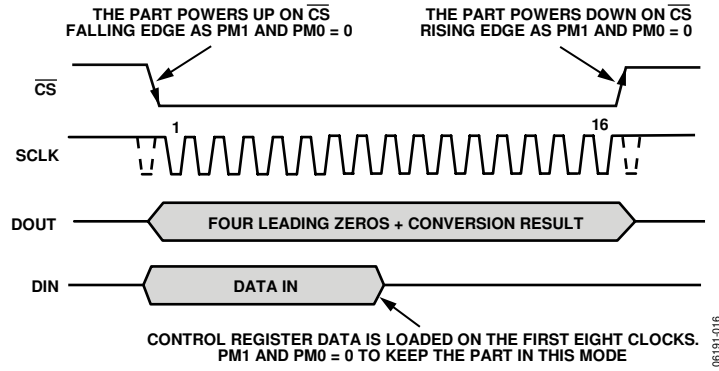 THE PART POWERS UP ON CS
FALLING EDGE AS PM1 AND PM0 = 0
THE PART POWERS DOWN ON CS
RISING EDGE AS PM1 AND PM0 = 0
CS
1
16
SCLK
DOUT
FOUR LEADING ZEROS + CONVERSION RESULT
DIN
DATA IN
CONTROL REGISTER DATA IS LOADED ON THE FIRST EIGHT CLOCKS.
PM1 AND PM0 = 0 TO KEEP THE PART IN THIS MODE
06191-016